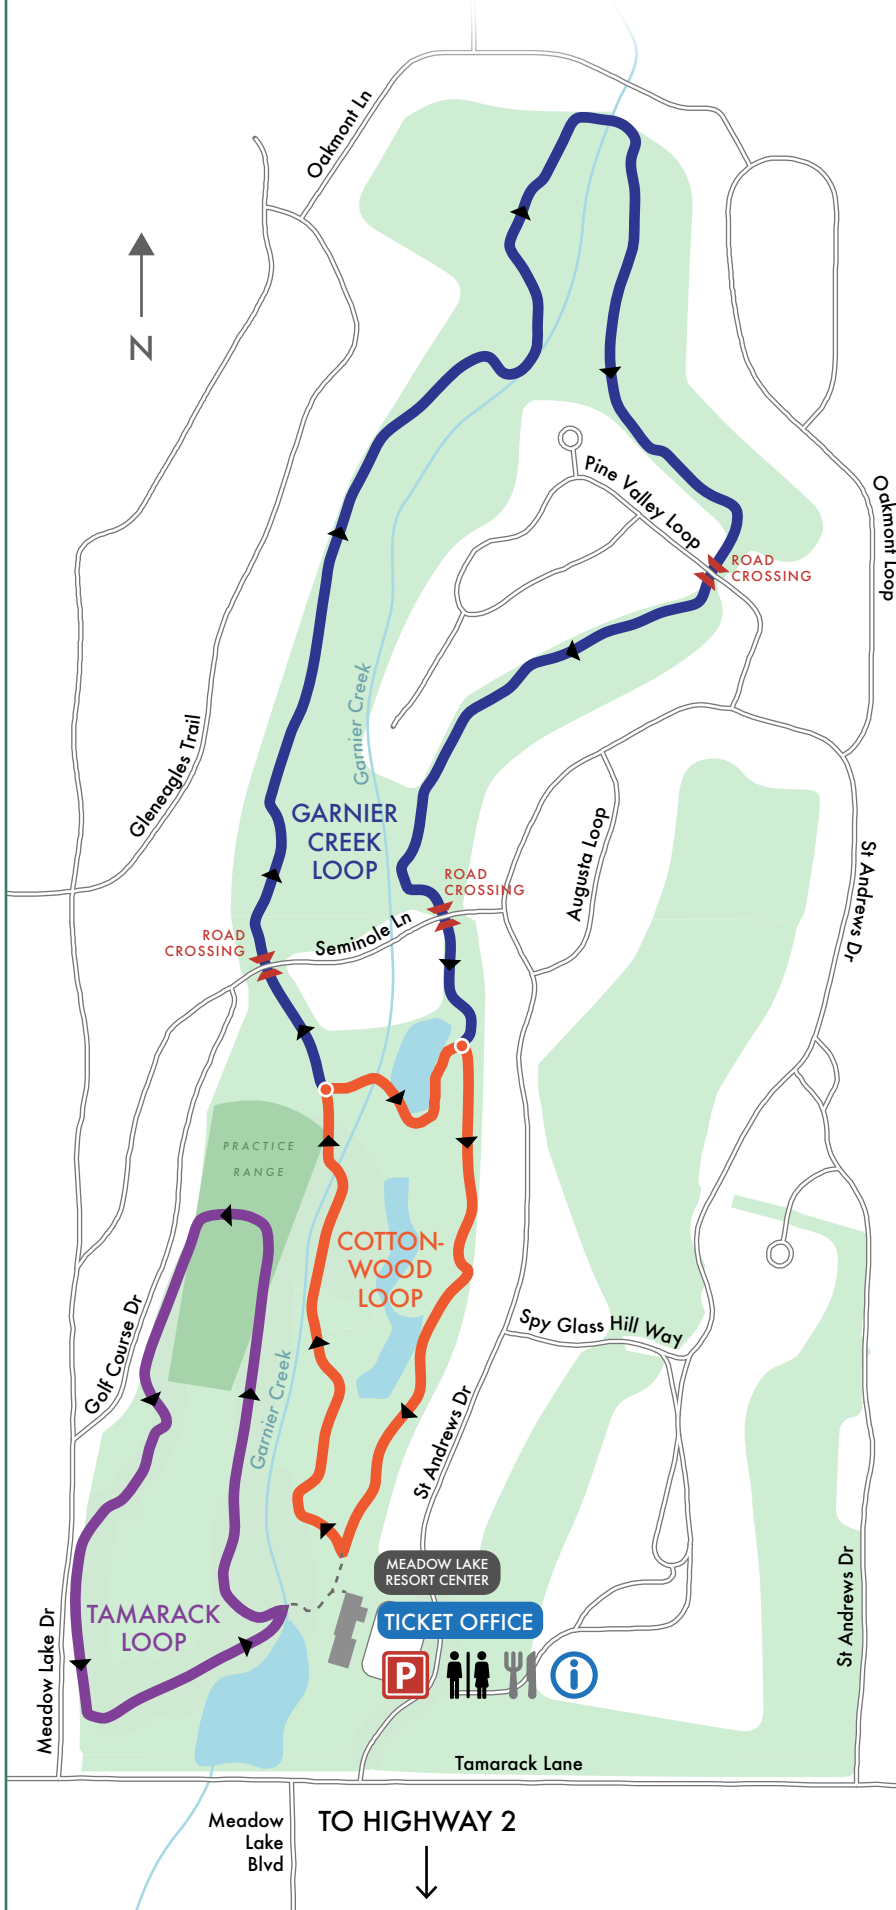 Oakmont Ln
N
Pine Valley Loop
Oakmont Loop
ROAD
CROSSING
Garnier Creek
Gleneagles Trail
GARNIER
CREEK
LOOP
Augusta Loop
ROAD
CROSSING
St Andrews Dr
Seminole Ln
ROAD
CROSSING
PRACTICE
RANGE
COTTON-
WOOD
LOOP
Golf Course Dr
Spy Glass Hill Way
Garnier Creek
St Andrews Dr
MEADOW LAKE
RESORT CENTER
TICKET OFFICE
TAMARACK
LOOP
P
i
Meadow Lake Dr
St Andrews Dr
Tamarack Lane
Meadow
Lake
Blvd
TO HIGHWAY 2